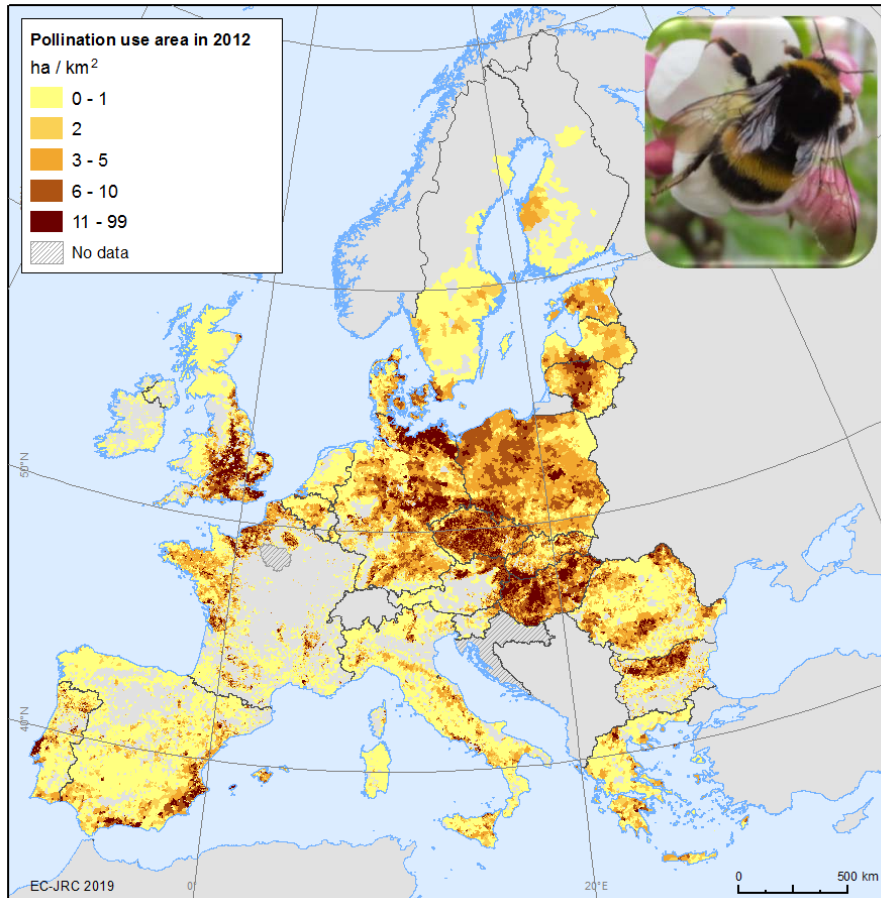 Pollination use area in 2012
ha / km²
0 - 1
2
3 - 5
6 - 10
11 - 99
No data
50°N
40°N
EC-JRC 2019
0°
20°E
0 500 km